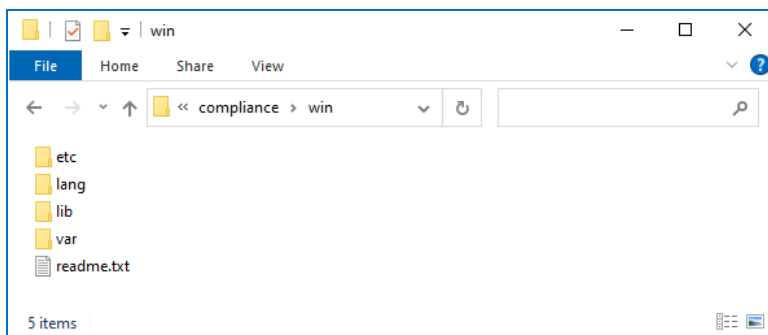 win
File Home Share View ?
« compliance > win
etc
lang
lib
var
readme.txt
5 items